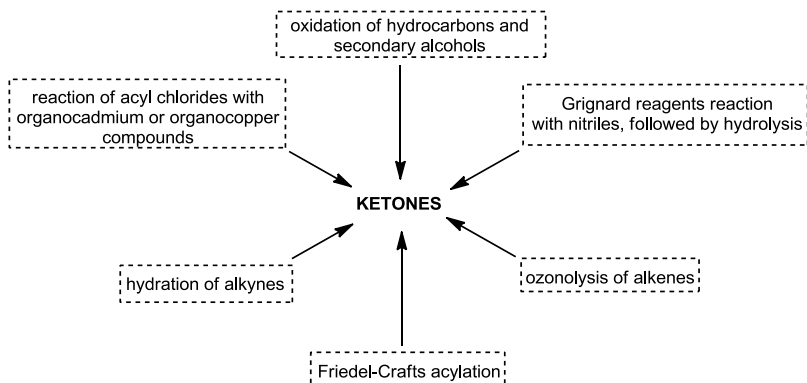 oxidation of hydrocarbons and
secondary alcohols
reaction of acyl chlorides with
organocadmium or organocopper
compounds
Grignard reagents reaction
with nitriles, followed by hydrolysis
KETONES
hydration of alkynes
ozonolysis of alkenes
Friedel-Crafts acylation